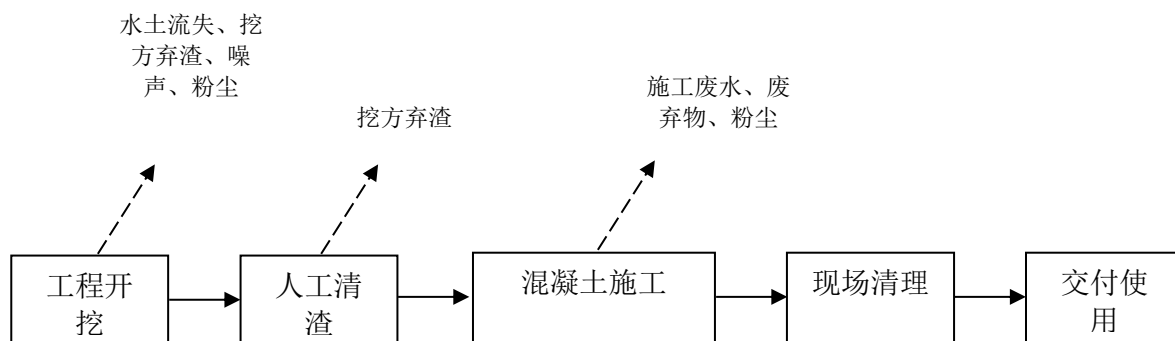 水土流失、挖
方弃渣、噪
声、粉尘
挖方弃渣
施工废水、废
弃物、粉尘
工程开
挖
人工清
渣
混凝土施工
现场清理
交付使
用